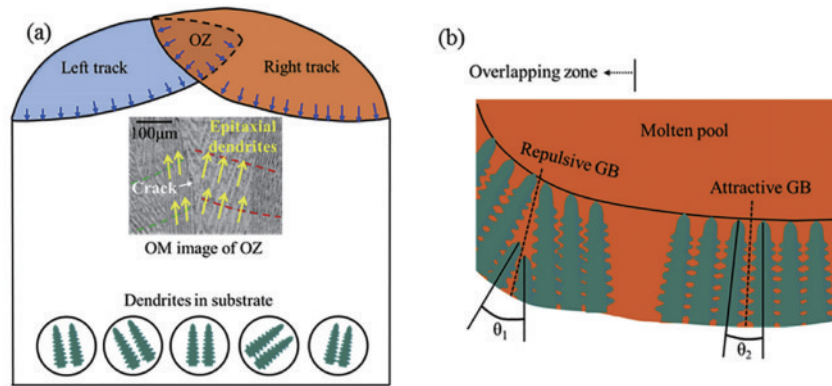 (a)
OZ
Left track
Right track
100μm
Epitaxial
dendrites
Crack
OM image of OZ
Dendrites in substrate
(b)
Overlapping zone
Molten pool
Repulsive GB
Attractive GB
θ1
θ2